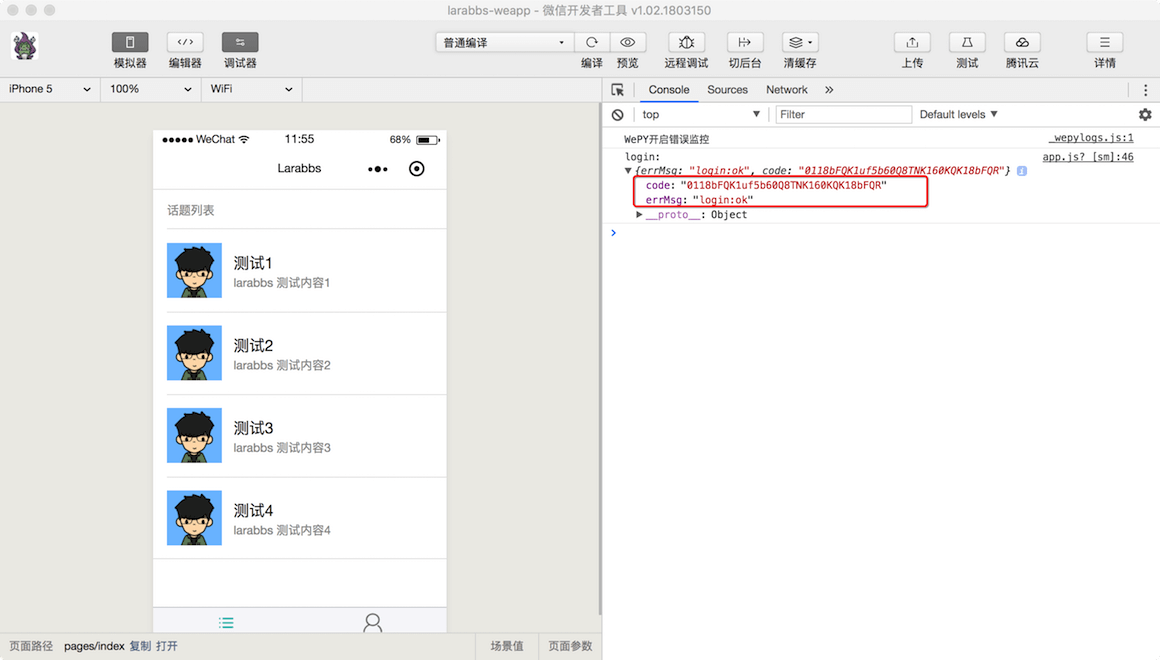 larabbs-weapp - 微信开发者工具 v1.02.1803150
模拟器 编辑器 调试器
普通编译
编译 预览 远程调试 切后台 清缓存
上传 测试 腾讯云 详情
iPhone 5 100% WiFi
WeChat 11:55 68%
Larabbs
话题列表
测试1
larabbs 测试内容1
测试2
larabbs 测试内容2
测试3
larabbs 测试内容3
测试4
larabbs 测试内容4
页面路径 pages/index 复制 打开 场景值 页面参数
Console Sources Network »
top Filter Default levels
WePY开启错误监控 _wepylogs.js:1
login: app.js? [sm]:46
{errMsg: "login:ok", code: "0118bFQK1uf5b60Q8TNK160KQK18bFQR"} i
code: "0118bFQK1uf5b60Q8TNK160KQK18bFQR"
errMsg: "login:ok"
__proto__: Object